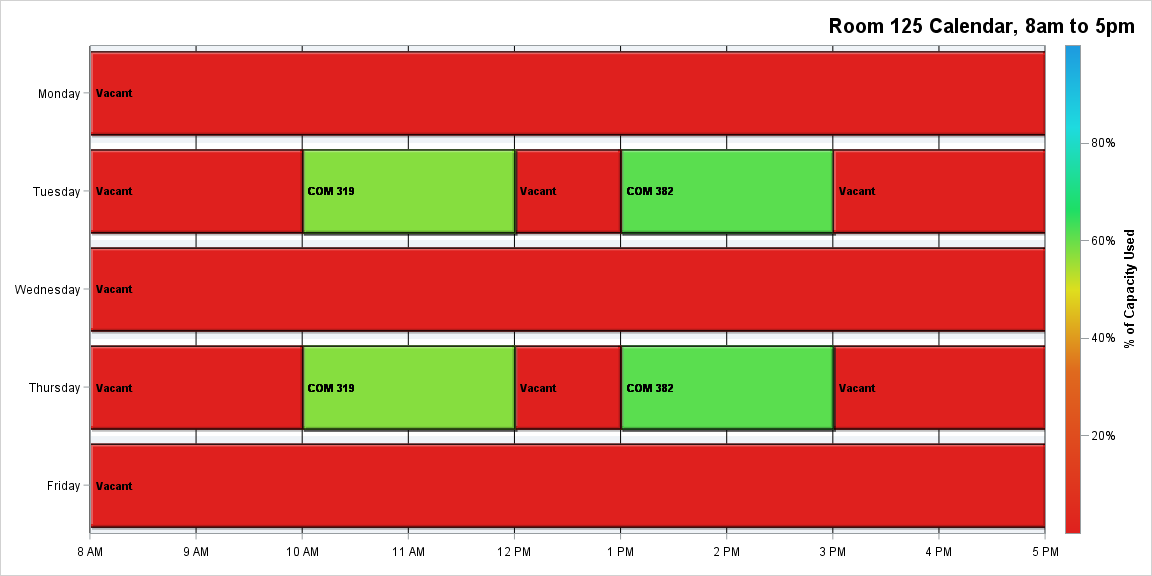 Room 125 Calendar, 8am to 5pm
Monday
Vacant
Tuesday
Vacant
COM 319
Vacant
COM 382
Vacant
Wednesday
Vacant
Thursday
Vacant
COM 319
Vacant
COM 382
Vacant
Friday
Vacant
8 AM
9 AM
10 AM
11 AM
12 PM
1 PM
2 PM
3 PM
4 PM
5 PM
80%
60%
40%
20%
% of Capacity Used